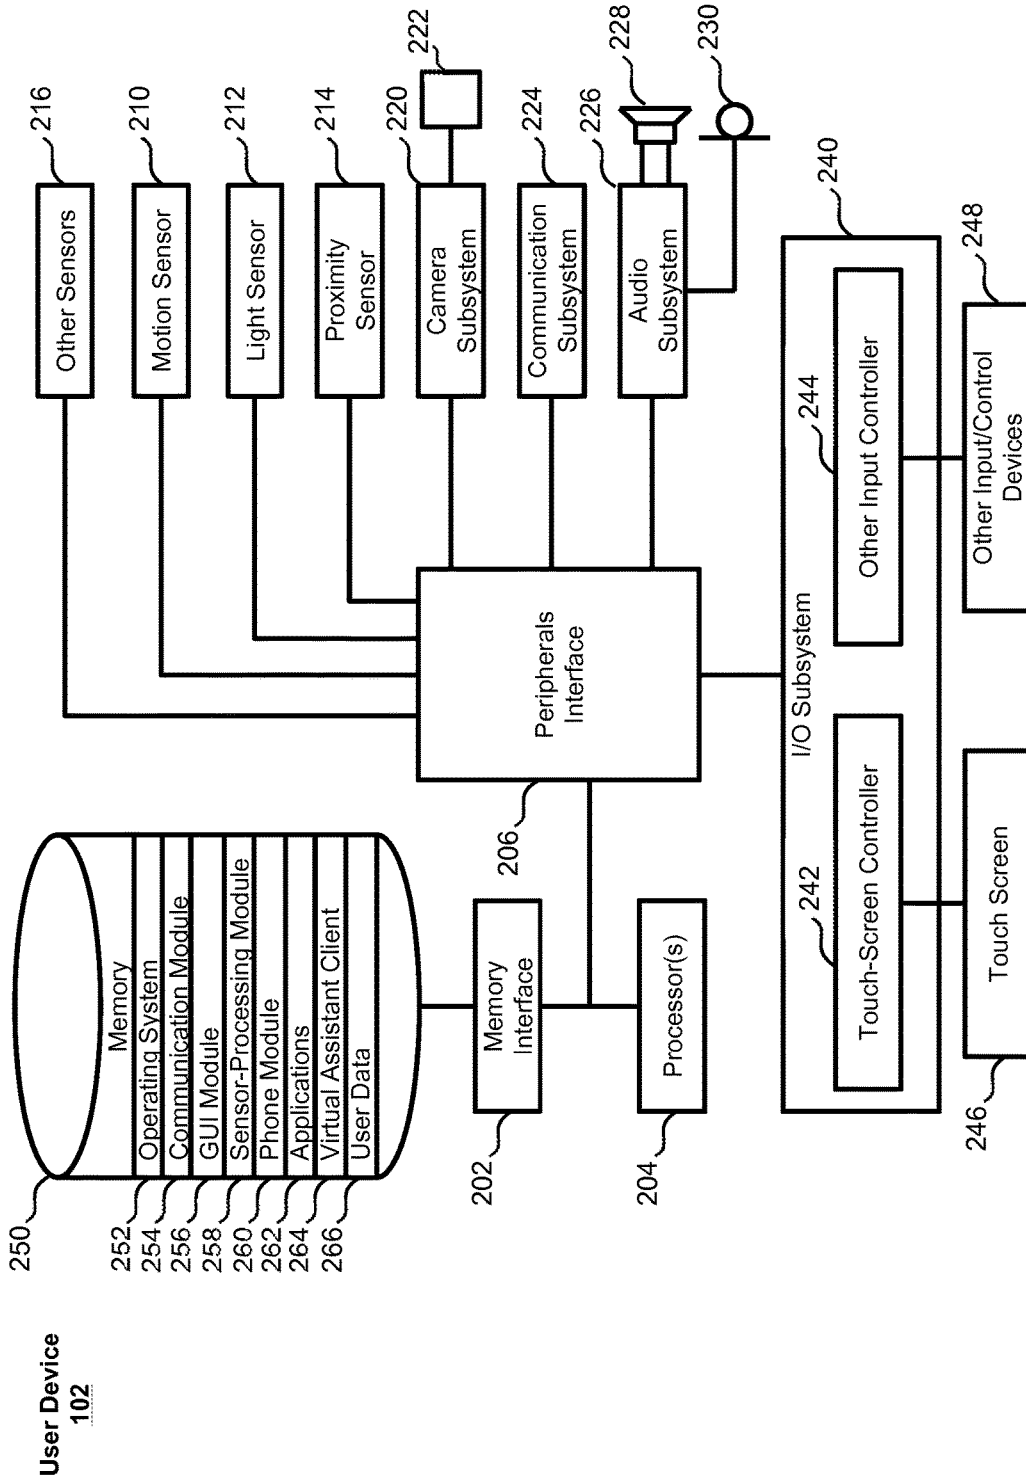 User Device
102
250
Memory
252
Operating System
254
Communication Module
256
GUI Module
258
Sensor-Processing Module
260
Phone Module
262
Applications
264
Virtual Assistant Client
266
User Data
202
Memory
Interface
204
Processor(s)
206
Peripherals
Interface
216
Other Sensors
210
Motion Sensor
212
Light Sensor
214
Proximity
Sensor
220
Camera
Subsystem
222
224
Communication
Subsystem
226
Audio
Subsystem
228
230
240
I/O Subsystem
242
Touch-Screen Controller
244
Other Input Controller
246
Touch Screen
248
Other Input/Control
Devices